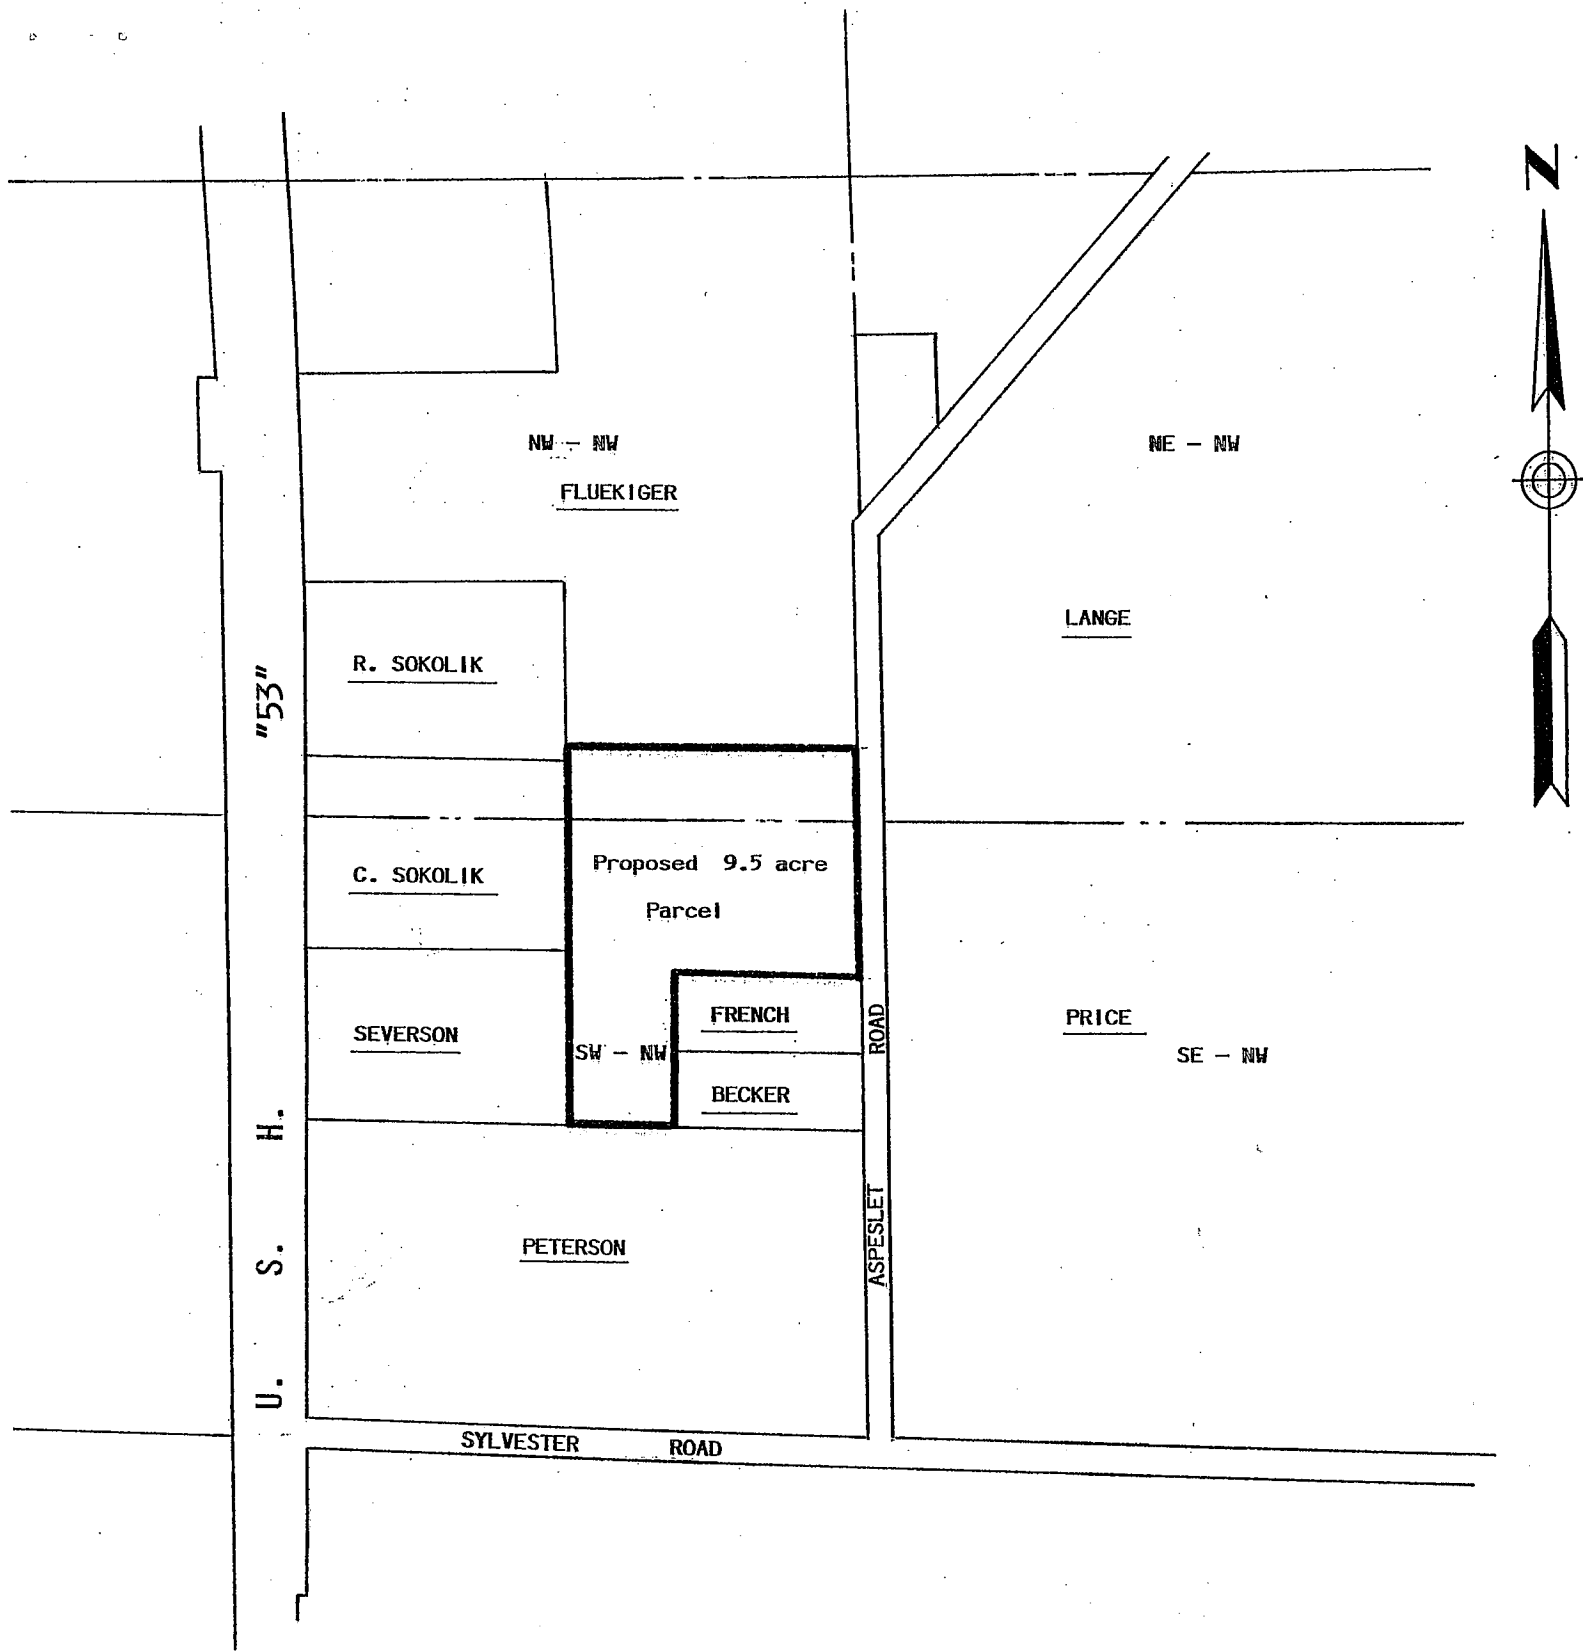 N
NW - NW
NE - NW
FLUEKIGER
LANGE
R. SOKOLIK
"53"
Proposed 9.5 acre
Parcel
C. SOKOLIK
FRENCH
PRICE
SEVERSON
SW - NW
SE - NW
BECKER
ASPESLET ROAD
PETERSON
U. S. H.
SYLVESTER ROAD